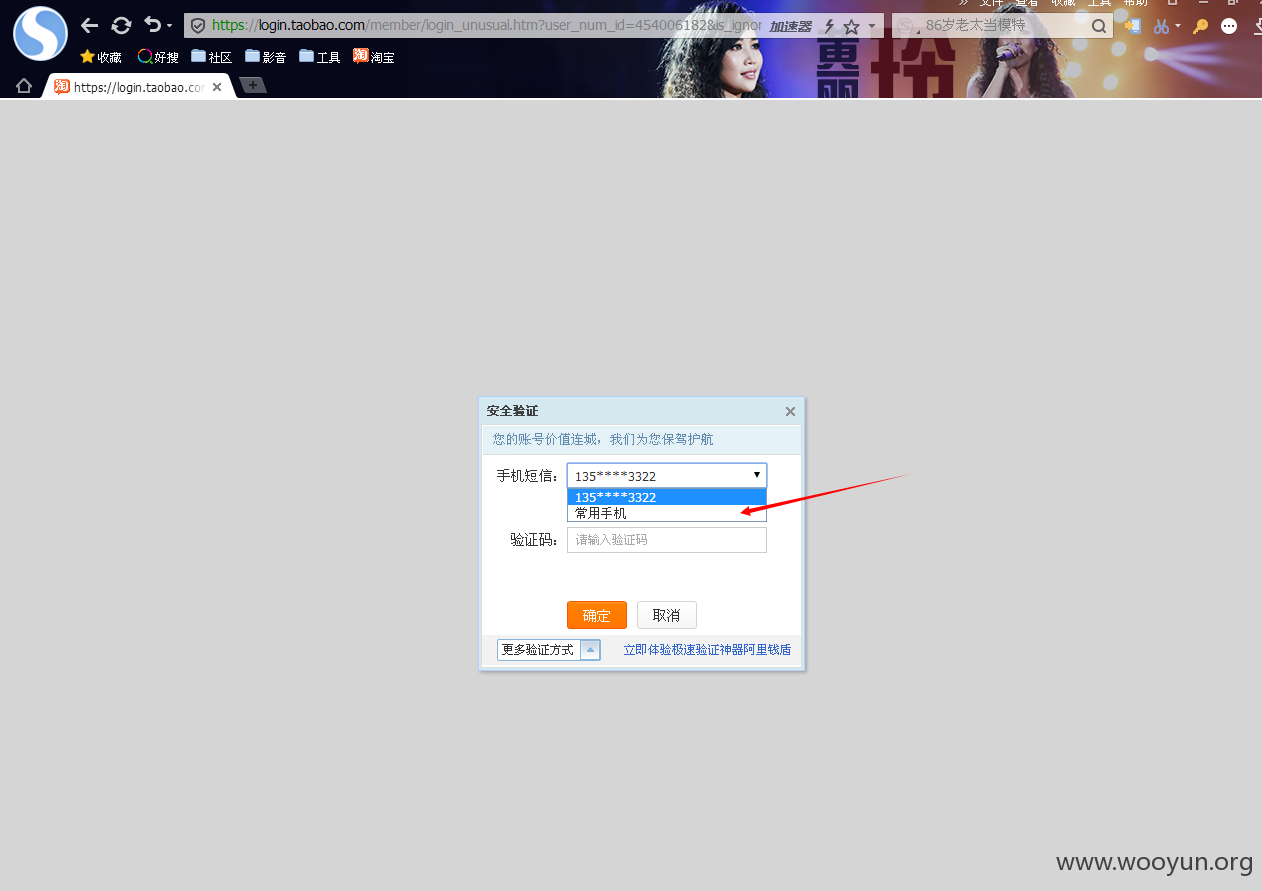 文件 查看 收藏 工具 帮助
https://login.taobao.com/member/login_unusual.htm?user_num_id=454006182&is_ignor 加速器 86岁老太当模特
收藏 好搜 社区 影音 工具 淘 淘宝
淘 https://login.taobao.cor
安全验证
您的账号价值连城，我们为您保驾护航
手机短信： 135****3322
135****3322
常用手机
验证码： 请输入验证码
确定 取消
更多验证方式 立即体验极速验证神器阿里钱盾
www.wooyun.org